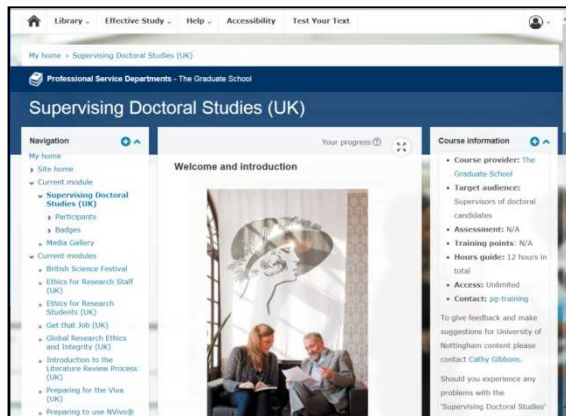 Library
Effective Study
Help
Accessibility
Test Your Text
My home
Supervising Doctoral Studies (UK)
Professional Service Departments - The Graduate School
Supervising Doctoral Studies (UK)
Navigation
My home
Site home
Current module
Supervising Doctoral
Studies (UK)
Participants
Badges
Media Gallery
Current modules
British Science Festival
Ethics for Research Staff
(UK)
Ethics for Research
Students (UK)
Get that Job (UK)
Global Research Ethics
and Integrity (UK)
Introduction to the
Literature Review Process
(UK)
Preparing for the Viva
(UK)
Preparing to use NVivo®
Your progress
Welcome and introduction
Course information
Course provider: The
Graduate School
Target audience:
Supervisors of doctoral
candidates
Assessment: N/A
Training points: N/A
Hours guide: 12 hours in
total
Access: Unlimited
Contact: pg-training
To give feedback and make
suggestions for University of
Nottingham content please
contact Cathy Gibbons.
Should you experience any
problems with the
'Supervising Doctoral Studies'